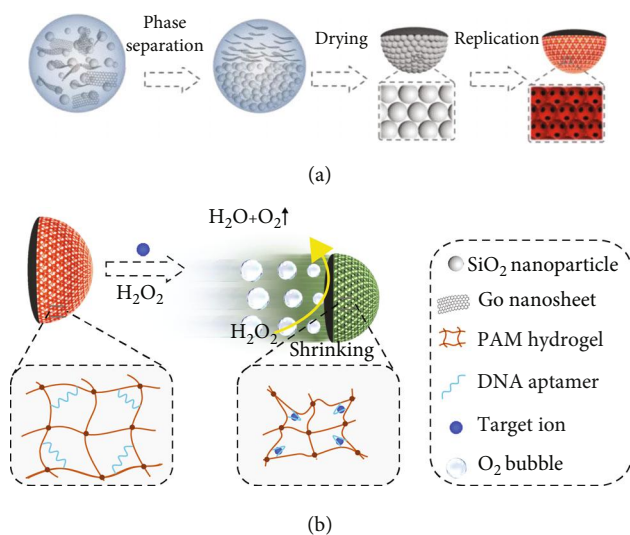 Phase
separation
Drying
Replication
(a)
H₂O+O₂↑
H₂O₂
H₂O₂
Shrinking
SiO₂ nanoparticle
Go nanosheet
PAM hydrogel
DNA aptamer
Target ion
O₂ bubble
(b)